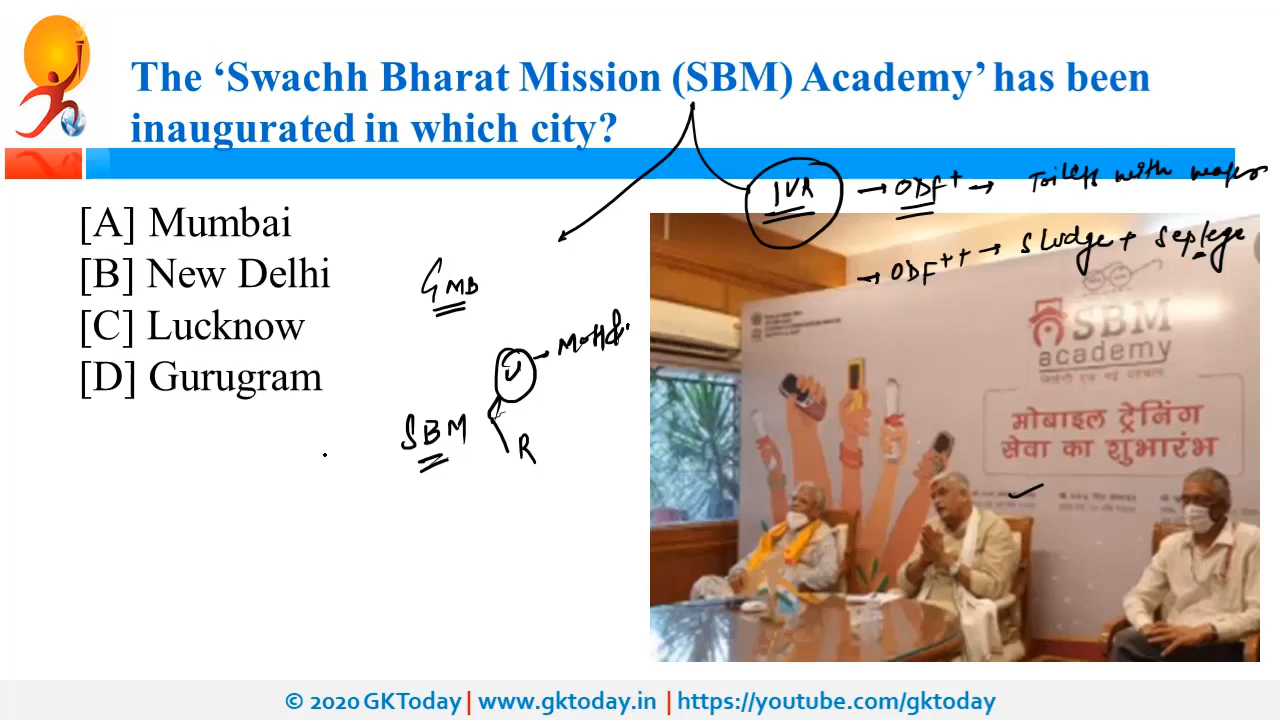 The ‘Swachh Bharat Mission (SBM) Academy’ has been
inaugurated in which city?
[A] Mumbai
[B] New Delhi
[C] Lucknow
[D] Gurugram
IVR → ODF+ → Toilets with water
→ ODF++ → Sludge + Septage
GMB
U →
SBM
R
SBM
academy
मोबाइल ट्रेनिंग
सेवा का शुभारंभ
© 2020 GKToday | www.gktoday.in | https://youtube.com/gktoday